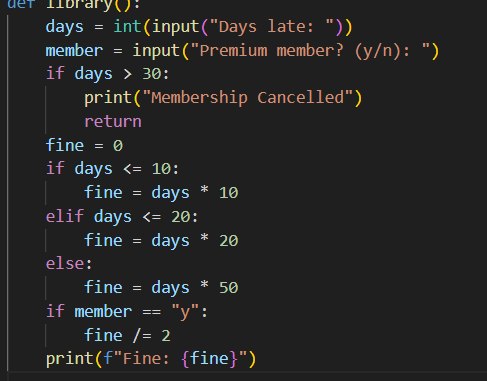 def library():
    days = int(input("Days late: "))
    member = input("Premium member? (y/n): ")
    if days > 30:
        print("Membership Cancelled")
        return
    fine = 0
    if days <= 10:
        fine = days * 10
    elif days <= 20:
        fine = days * 20
    else:
        fine = days * 50
    if member == "y":
        fine /= 2
    print(f"Fine: {fine}")